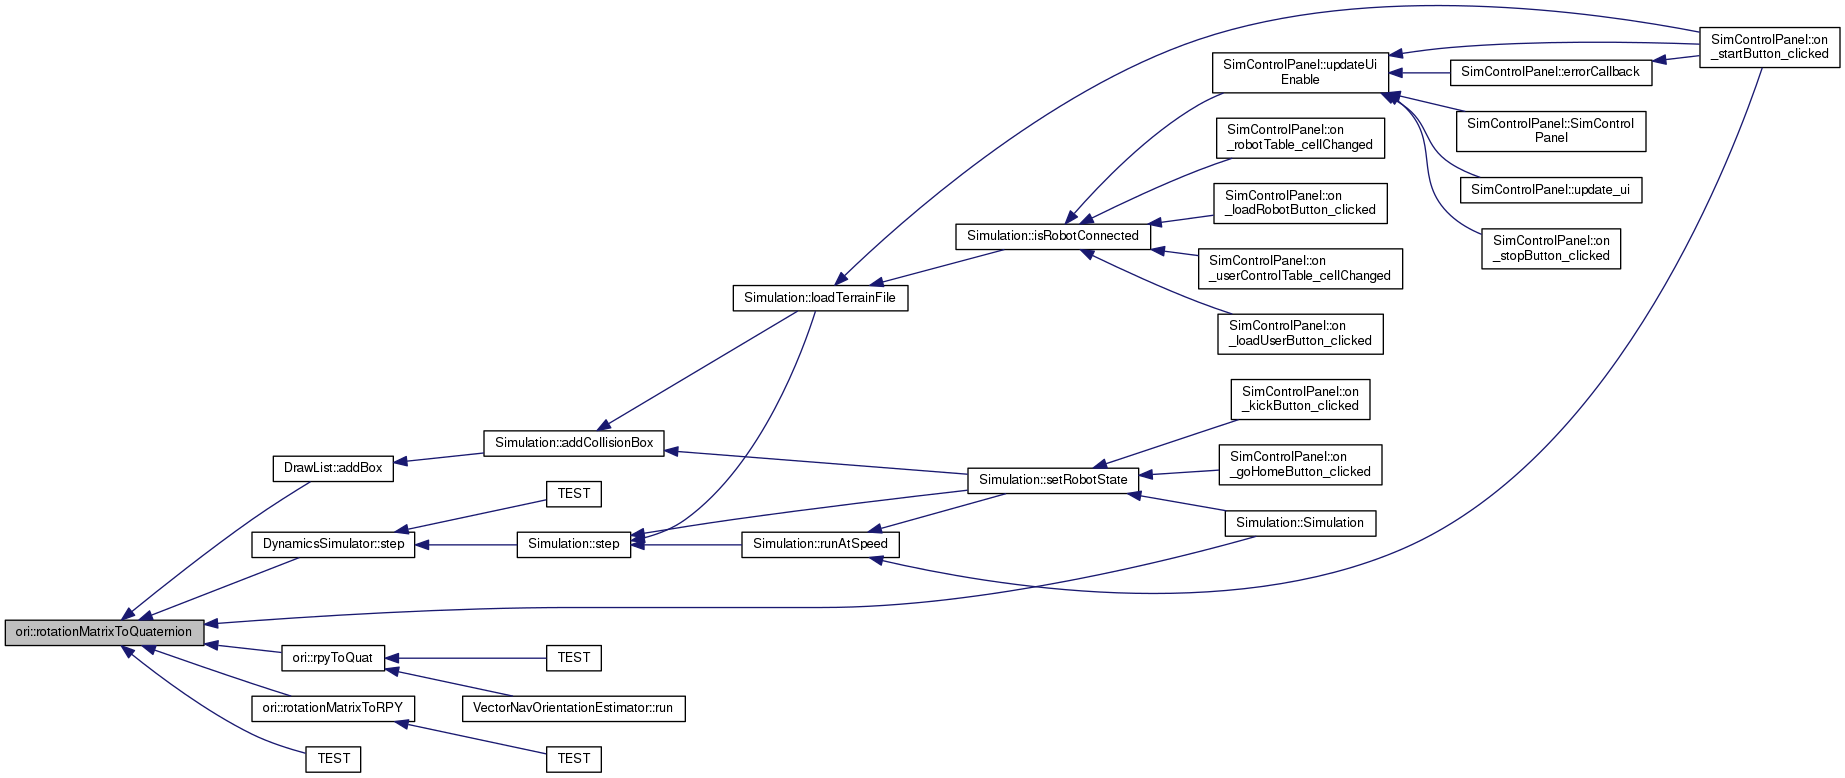 SimControlPanel::on
_startButton_clicked
SimControlPanel::updateUi
Enable
SimControlPanel::errorCallback
SimControlPanel::SimControl
Panel
SimControlPanel::on
_robotTable_cellChanged
SimControlPanel::update_ui
SimControlPanel::on
_loadRobotButton_clicked
Simulation::isRobotConnected
SimControlPanel::on
_stopButton_clicked
SimControlPanel::on
_userControlTable_cellChanged
Simulation::loadTerrainFile
SimControlPanel::on
_loadUserButton_clicked
SimControlPanel::on
_kickButton_clicked
Simulation::addCollisionBox
DrawList::addBox
SimControlPanel::on
_goHomeButton_clicked
Simulation::setRobotState
TEST
Simulation::Simulation
DynamicsSimulator::step
Simulation::step
Simulation::runAtSpeed
ori::rotationMatrixToQuaternion
ori::rpyToQuat
TEST
ori::rotationMatrixToRPY
VectorNavOrientationEstimator::run
TEST
TEST